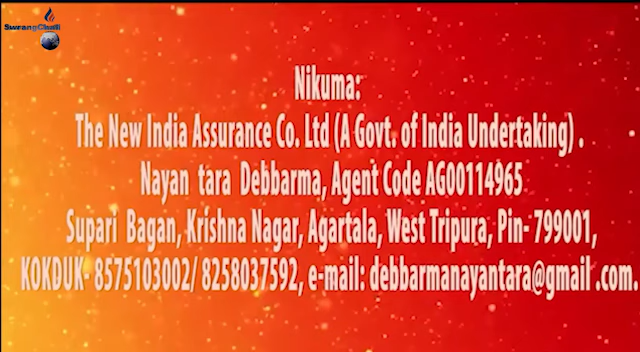 SwrangChati
Nikuma:
The New India Assurance Co. Ltd (A Govt. of India Undertaking) .
Nayan tara Debbarma, Agent Code AG00114965
Supari Bagan, Krishna Nagar, Agartala, West Tripura, Pin- 799001,
KOKDUK- 8575103002/ 8258037592, e-mail: debbarmanayantara@gmail .com.